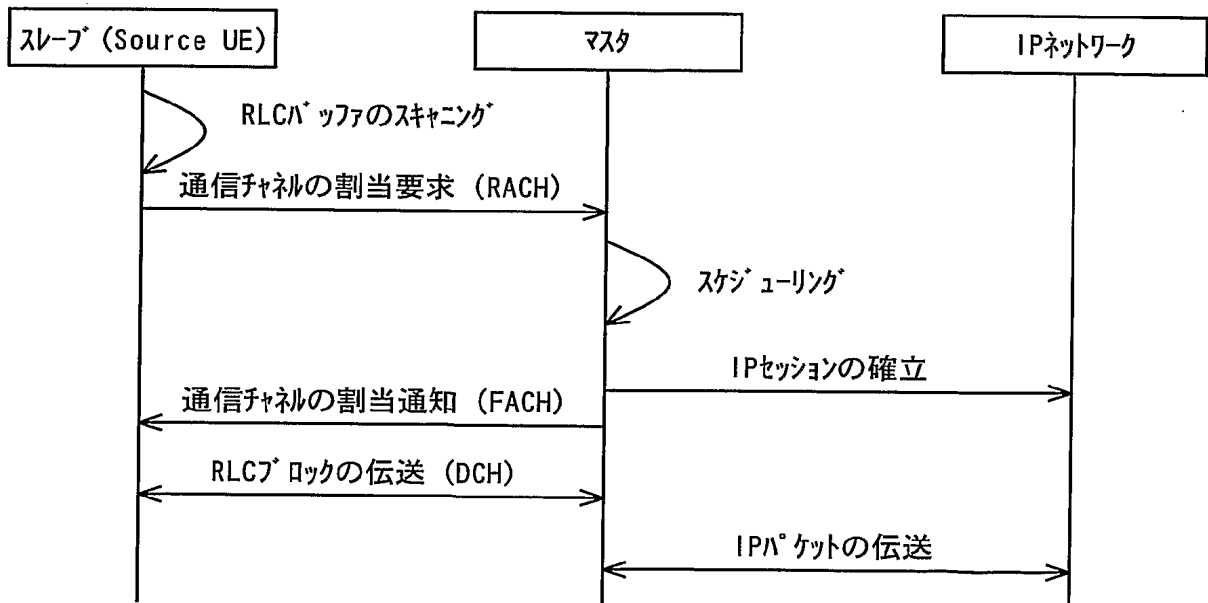 ｽﾚｰﾌﾞ (Source UE)
ﾏｽﾀ
IPﾈｯﾄﾜｰｸ
RLCﾊﾞｯﾌｧのｽｷｬﾆﾝｸﾞ
通信ﾁｬﾈﾙの割当要求 (RACH)
ｽｹｼﾞｭｰﾘﾝｸﾞ
IPｾｯｼｮﾝの確立
通信ﾁｬﾈﾙの割当通知 (FACH)
RLCﾌﾞﾛｯｸの伝送 (DCH)
IPﾊﾟｹｯﾄの伝送